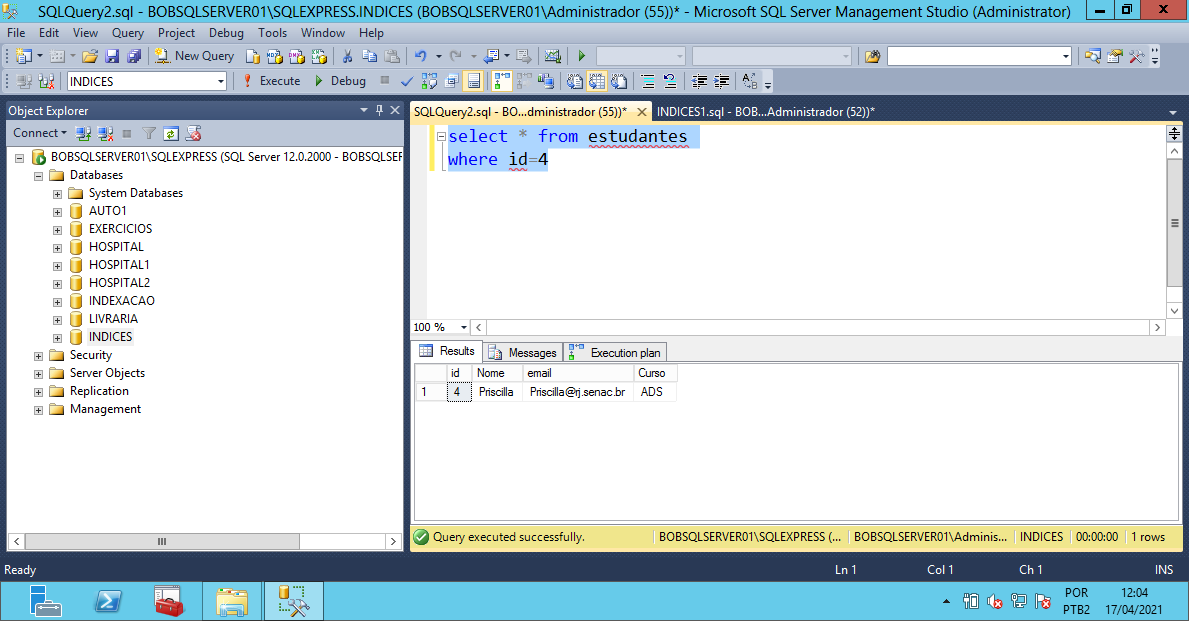 SQLQuery2.sql - BOBSQLSERVER01\SQLEXPRESS.INDICES (BOBSQLSERVER01\Administrador (55))* - Microsoft SQL Server Management Studio (Administrator)
File Edit View Query Project Debug Tools Window Help
New Query
INDICES Execute Debug
Object Explorer
Connect
BOBSQLSERVER01\SQLEXPRESS (SQL Server 12.0.2000 - BOBSQLSEF
Databases
System Databases
AUTO1
EXERCICIOS
HOSPITAL
HOSPITAL1
HOSPITAL2
INDEXACAO
LIVRARIA
INDICES
Security
Server Objects
Replication
Management
SQLQuery2.sql - BO...dministrador (55))* INDICES1.sql - BOB...Administrador (52))*
select * from estudantes
where id=4
100 %
Results Messages Execution plan
id Nome email Curso
1 4 Priscilla Priscilla@rj.senac.br ADS
Query executed successfully. BOBSQLSERVER01\SQLEXPRESS (... BOBSQLSERVER01\Adminis... INDICES 00:00:00 1 rows
Ready Ln 1 Col 1 Ch 1 INS
POR 12:04
PTB2 17/04/2021